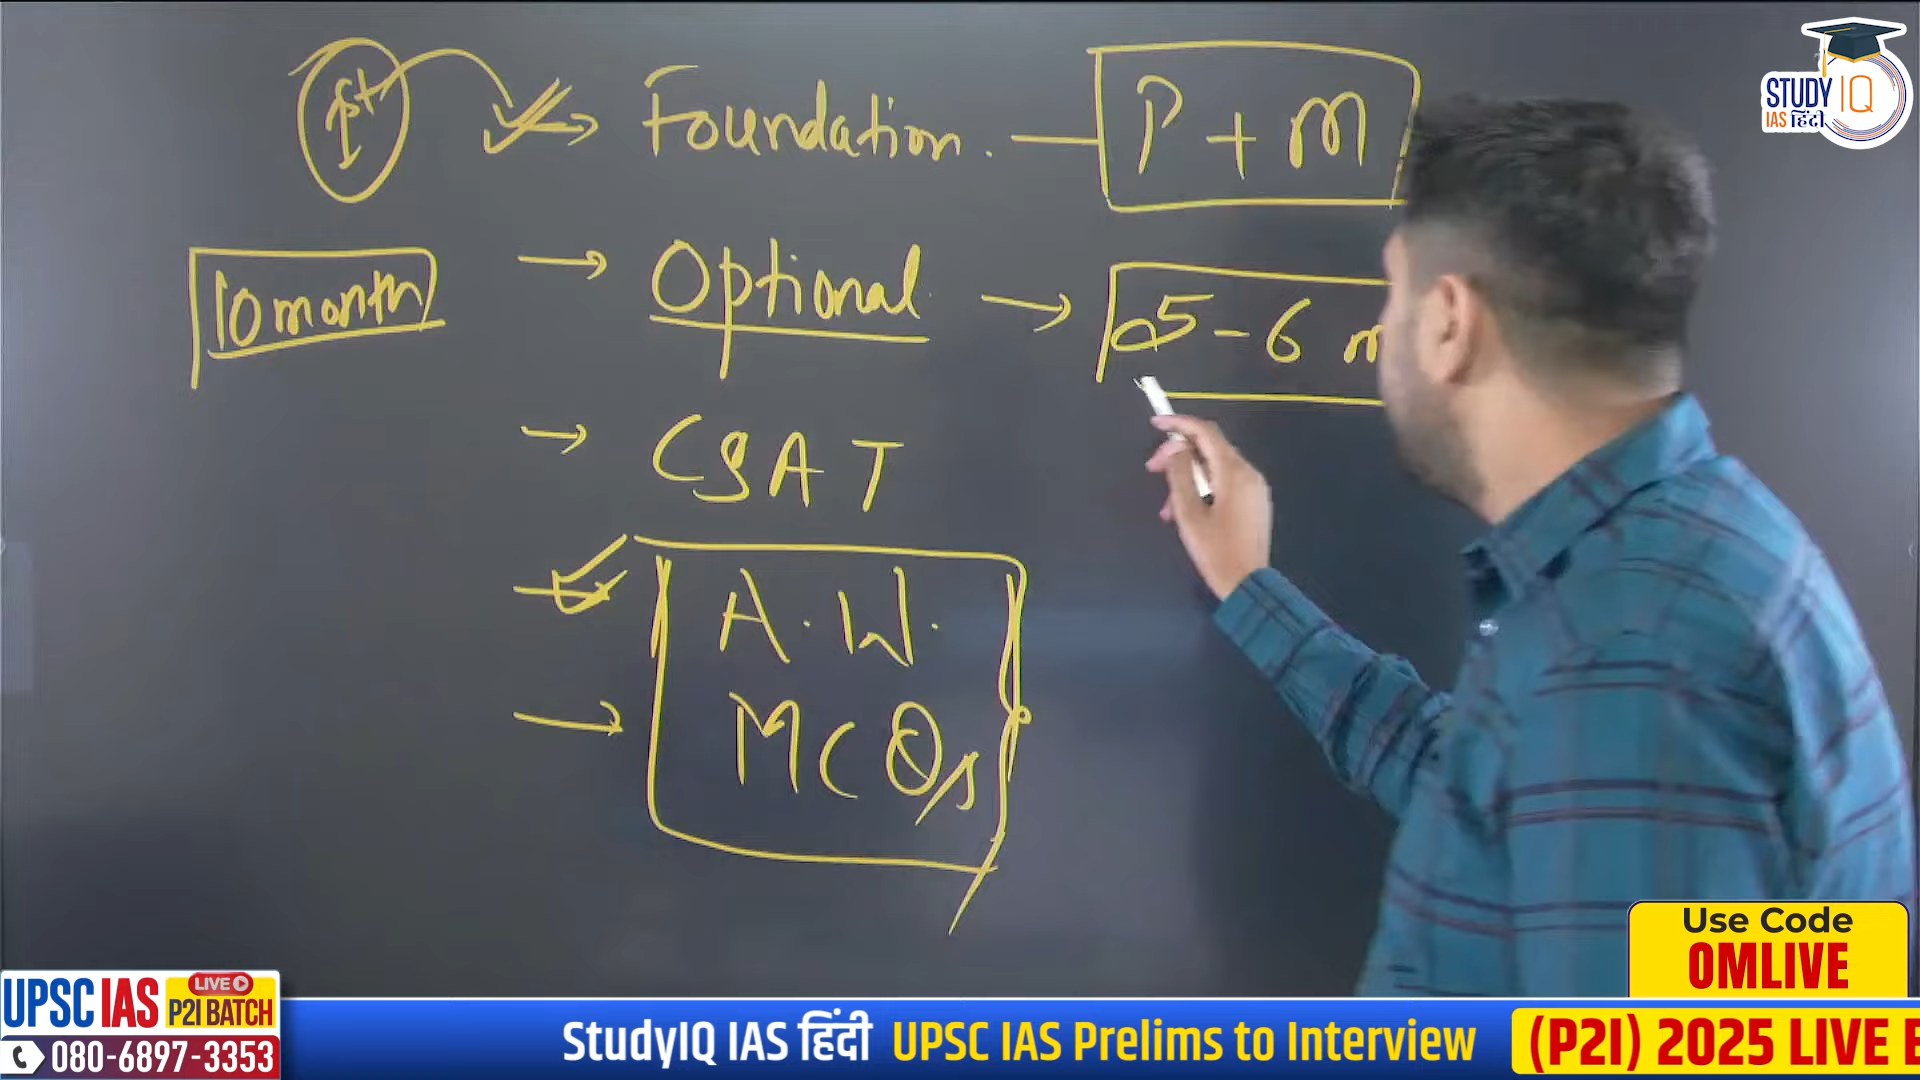 1st
Foundation.
P + M
STUDY IQ
IAS हिंदी
10 month
Optional
05-6 m
CSAT
A.W.
MCQs
Use Code
OMLIVE
UPSC IAS
LIVE
P2I BATCH
080-6897-3353
StudyIQ IAS हिंदी UPSC IAS Prelims to Interview
(P2I) 2025 LIVE